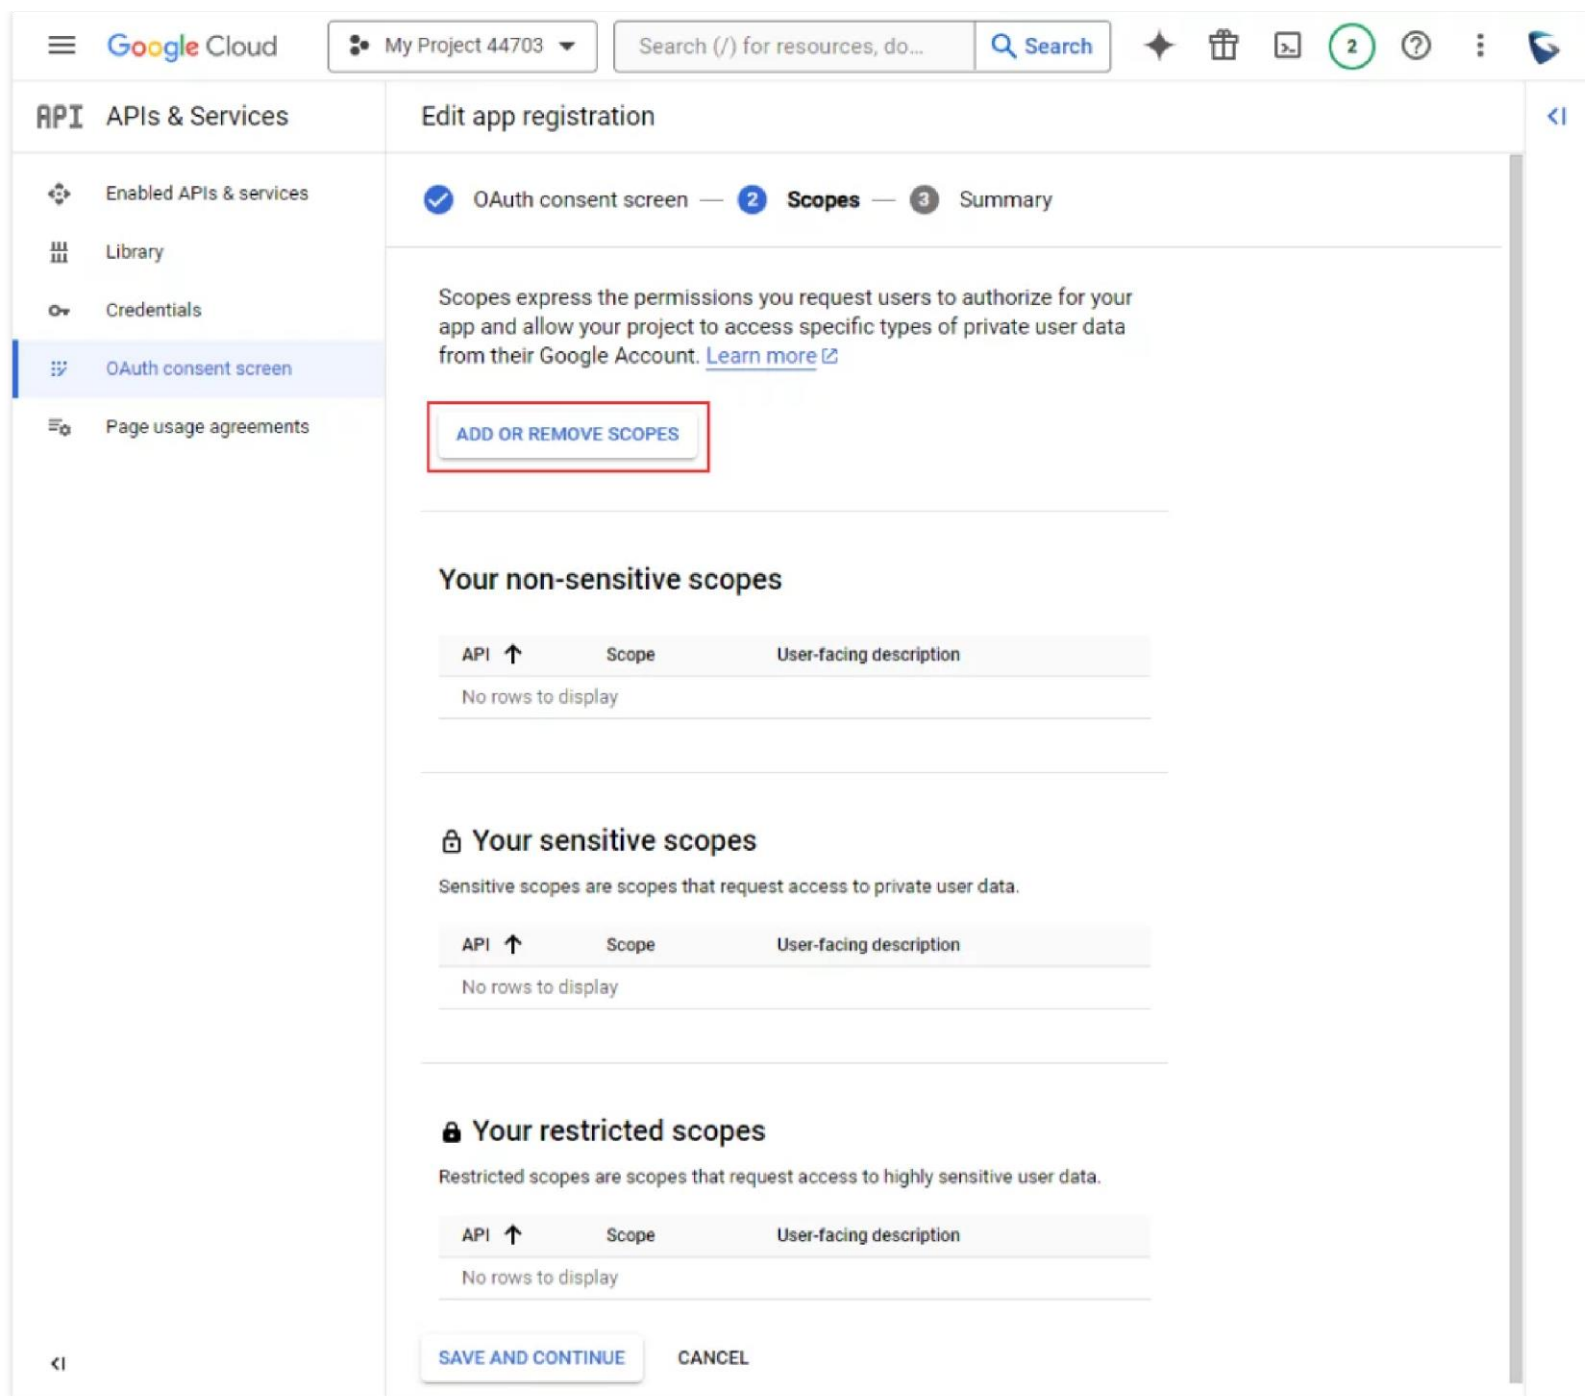 Google Cloud
My Project 44703
Search (/) for resources, do...
Search
2
API APIs & Services
Edit app registration
Enabled APIs & services
Library
Credentials
OAuth consent screen
Page usage agreements
OAuth consent screen — 2 Scopes — 3 Summary
Scopes express the permissions you request users to authorize for your
app and allow your project to access specific types of private user data
from their Google Account. Learn more
ADD OR REMOVE SCOPES
Your non-sensitive scopes
API Scope User-facing description
No rows to display
Your sensitive scopes
Sensitive scopes are scopes that request access to private user data.
API Scope User-facing description
No rows to display
Your restricted scopes
Restricted scopes are scopes that request access to highly sensitive user data.
API Scope User-facing description
No rows to display
SAVE AND CONTINUE CANCEL